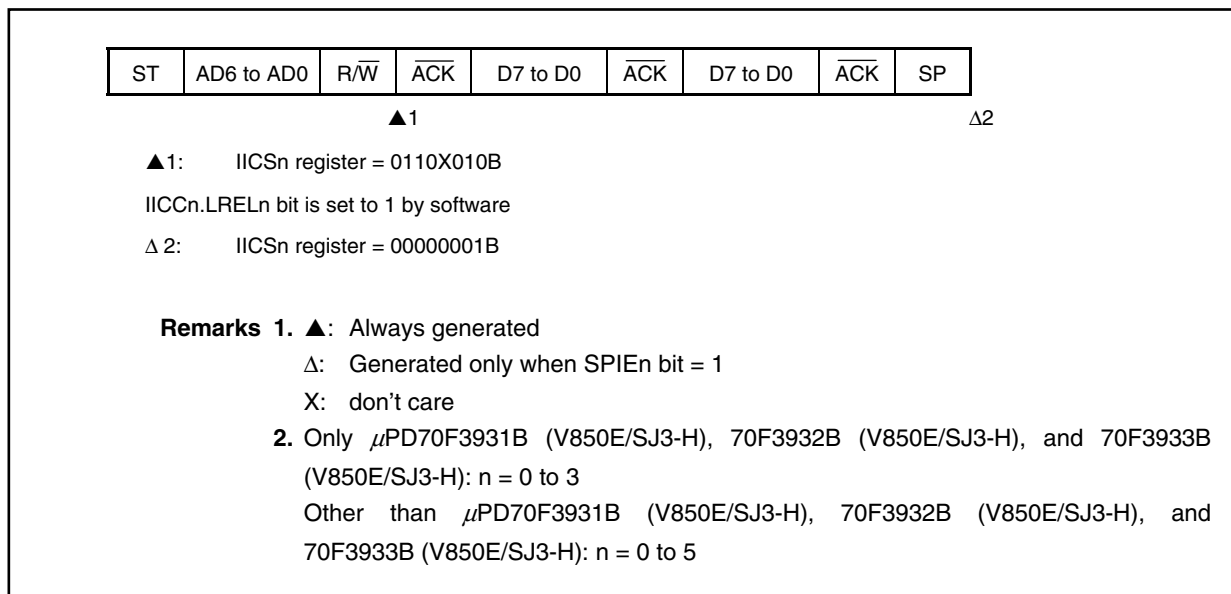 ST AD6 to AD0 R/W̅ A̅C̅K̅ D7 to D0 A̅C̅K̅ D7 to D0 A̅C̅K̅ SP
▲1 Δ2
▲1: IICSn register = 0110X010B
IICCn.LRELn bit is set to 1 by software
Δ 2: IICSn register = 00000001B
Remarks 1. ▲: Always generated
Δ: Generated only when SPIEn bit = 1
X: don't care
2. Only μPD70F3931B (V850E/SJ3-H), 70F3932B (V850E/SJ3-H), and 70F3933B
(V850E/SJ3-H): n = 0 to 3
Other than μPD70F3931B (V850E/SJ3-H), 70F3932B (V850E/SJ3-H), and
70F3933B (V850E/SJ3-H): n = 0 to 5